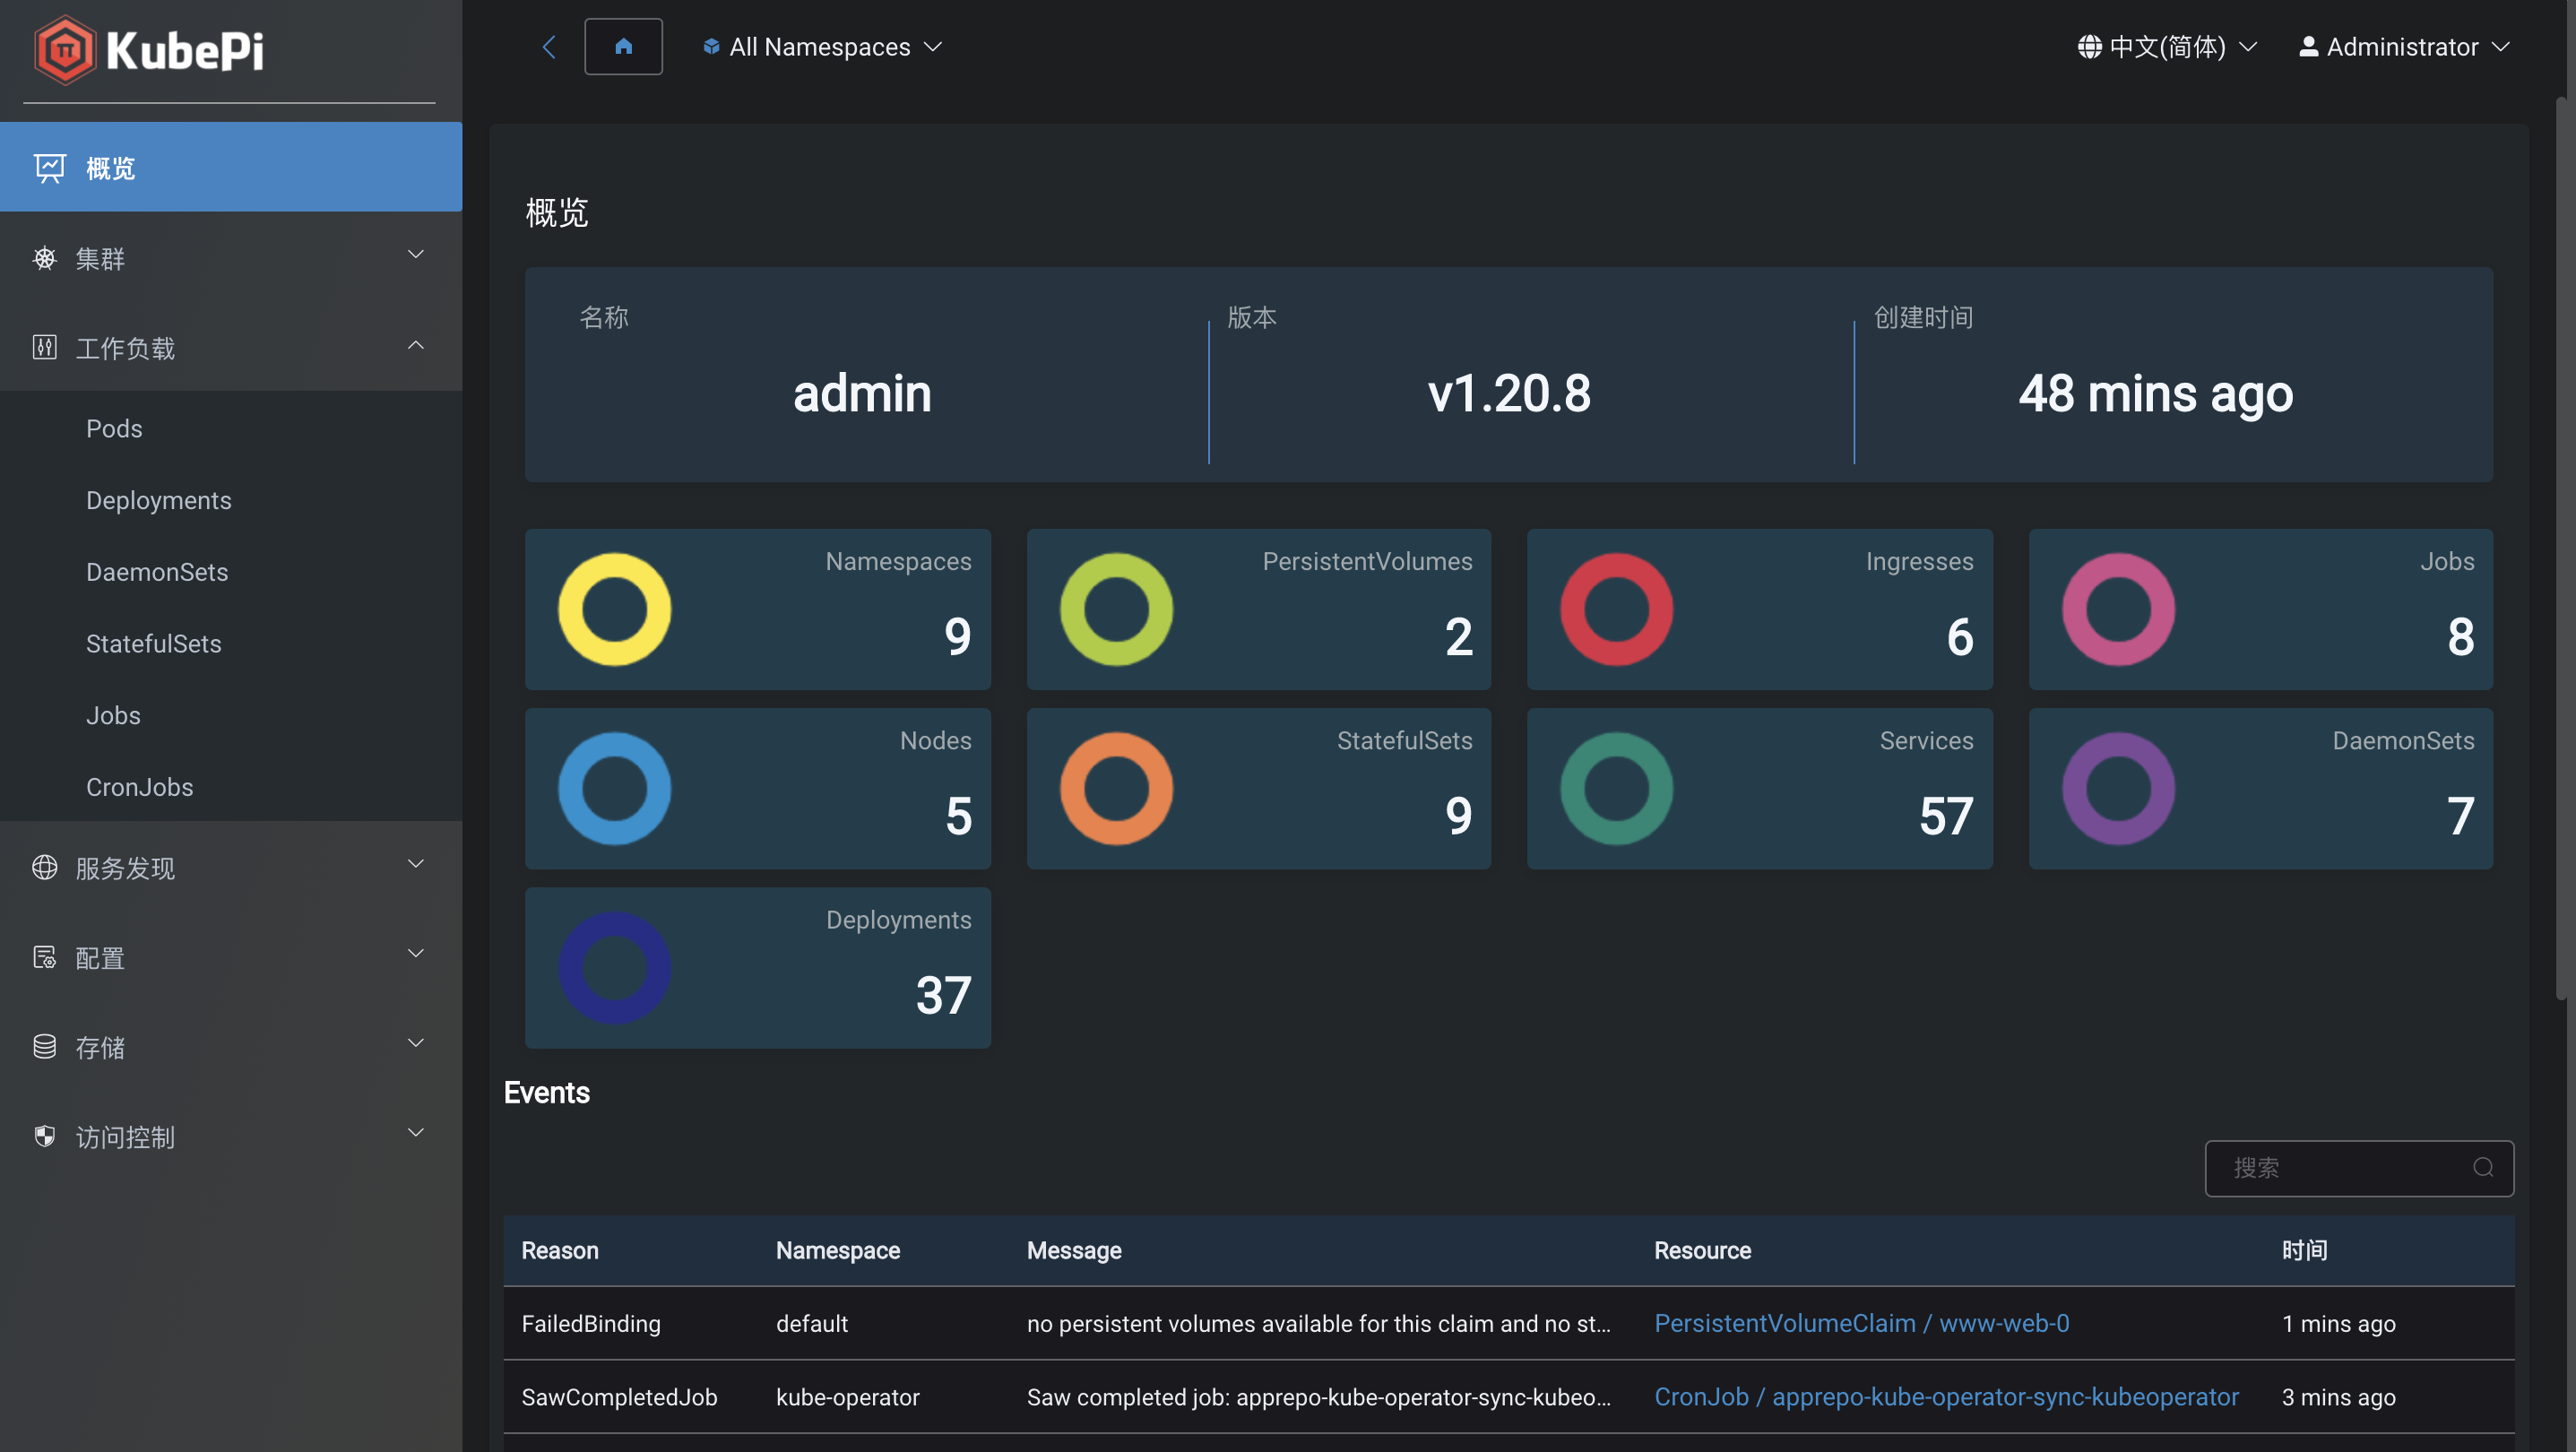 KubePi
All Namespaces
中文(简体)
Administrator
概览
集群
工作负载
Pods
Deployments
DaemonSets
StatefulSets
Jobs
CronJobs
服务发现
配置
存储
访问控制
概览
名称
admin
版本
v1.20.8
创建时间
48 mins ago
Namespaces
9
PersistentVolumes
2
Ingresses
6
Jobs
8
Nodes
5
StatefulSets
9
Services
57
DaemonSets
7
Deployments
37
Events
搜索
Reason Namespace Message Resource 时间
FailedBinding default no persistent volumes available for this claim and no st... PersistentVolumeClaim / www-web-0 1 mins ago
SawCompletedJob kube-operator Saw completed job: apprepo-kube-operator-sync-kubeo... CronJob / apprepo-kube-operator-sync-kubeoperator 3 mins ago